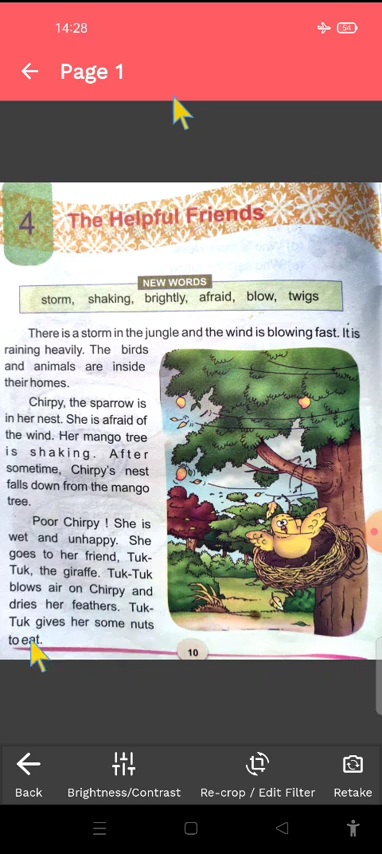 14:28
54
Page 1
4
The Helpful Friends
NEW WORDS
storm, shaking, brightly, afraid, blow, twigs
There is a storm in the jungle and the wind is blowing fast. It is
raining heavily. The birds
and animals are inside
their homes.
Chirpy, the sparrow is
in her nest. She is afraid of
the wind. Her mango tree
is shaking. After
sometime, Chirpy's nest
falls down from the mango
tree.
Poor Chirpy ! She is
wet and unhappy. She
goes to her friend, Tuk-
Tuk, the giraffe. Tuk-Tuk
blows air on Chirpy and
dries her feathers. Tuk-
Tuk gives her some nuts
to eat.
10
Back
Brightness/Contrast
Re-crop / Edit Filter
Retake